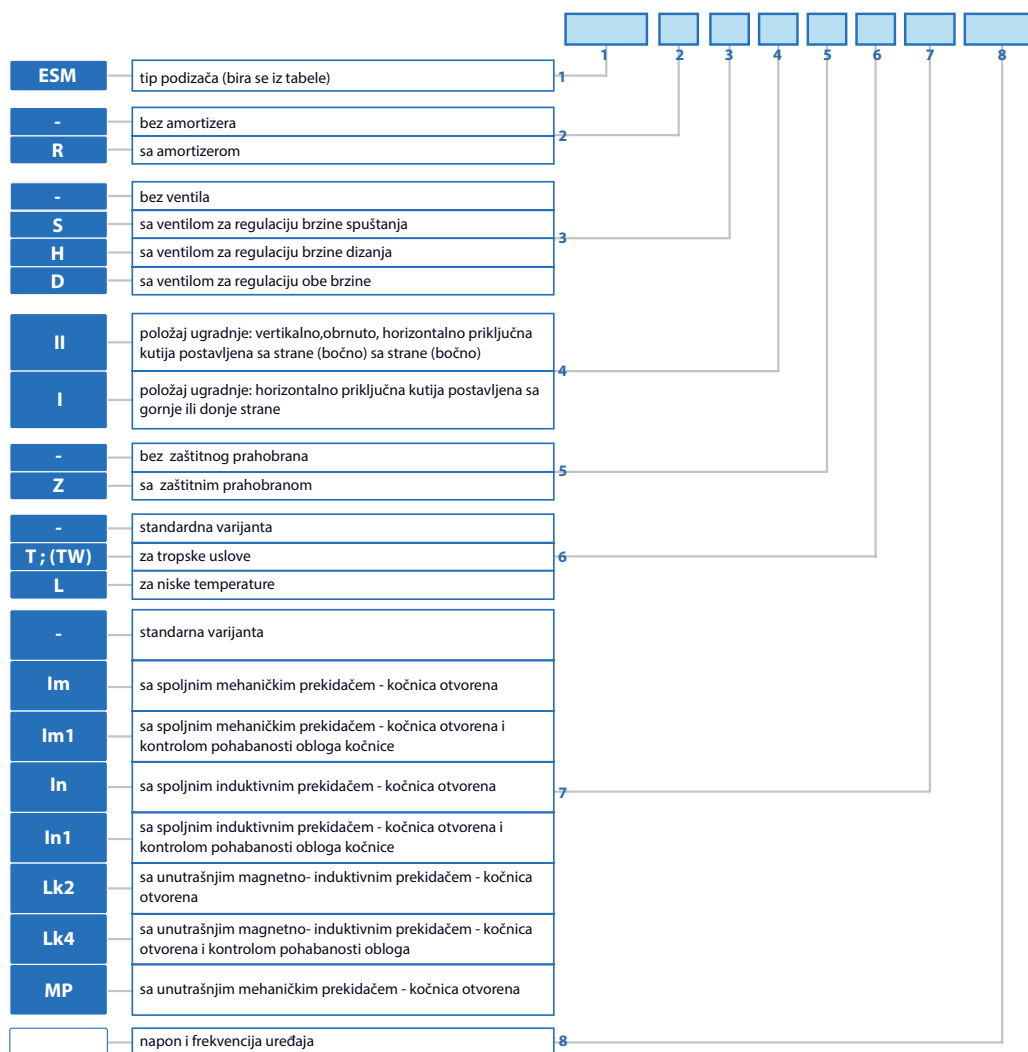 1 2 3 4 5 6 7 8
ESM tip podizača (bira se iz tabele) 1
- bez amortizera
2
R sa amortizerom
- bez ventila
S sa ventilom za regulaciju brzine spuštanja
3
H sa ventilom za regulaciju brzine dizanja
D sa ventilom za regulaciju obe brzine
II položaj ugradnje: vertikalno,obrnuto, horizontalno priključna
kutija postavljena sa strane (bočno) sa strane (bočno)
4
I položaj ugradnje: horizontalno priključna kutija postavljena sa
gornje ili donje strane
- bez zaštitnog prahobrana
5
Z sa zaštitnim prahobranom
- standardna varijanta
T ; (TW) za tropske uslove 6
L za niske temperature
- standarna varijanta
Im sa spoljnim mehaničkim prekidačem - kočnica otvorena
Im1 sa spoljnim mehaničkim prekidačem - kočnica otvorena i
kontrolom pohabanosti obloga kočnice
In sa spoljnim induktivnim prekidačem - kočnica otvorena 7
In1 sa spoljnim induktivnim prekidačem - kočnica otvorena i
kontrolom pohabanosti obloga kočnice
Lk2 sa unutrašnjim magnetno- induktivnim prekidačem - kočnica
otvorena
Lk4 sa unutrašnjim magnetno- induktivnim prekidačem - kočnica
otvorena i kontrolom pohabanosti obloga
MP sa unutrašnjim mehaničkim prekidačem - kočnica otvorena
napon i frekvencija uređaja 8